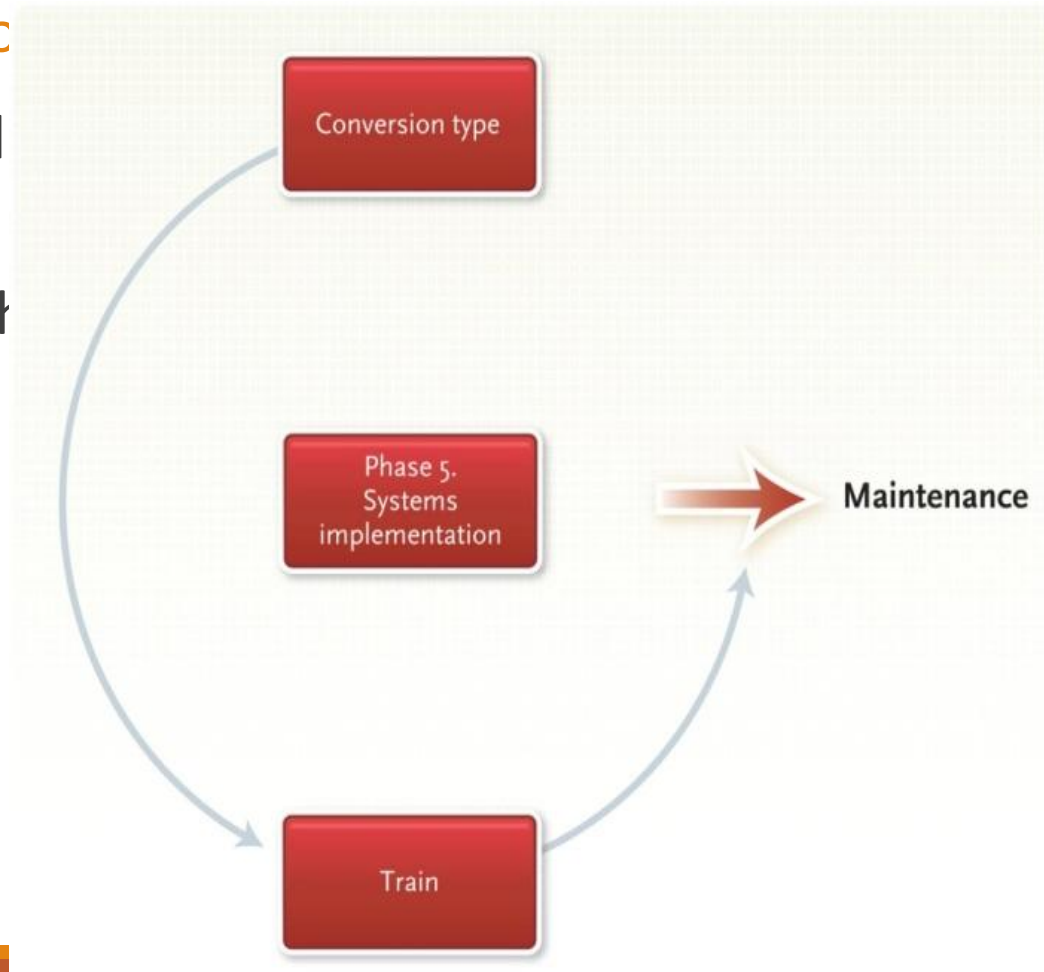 Conversion type
Phase 5.
Systems
implementation
Maintenance
Train